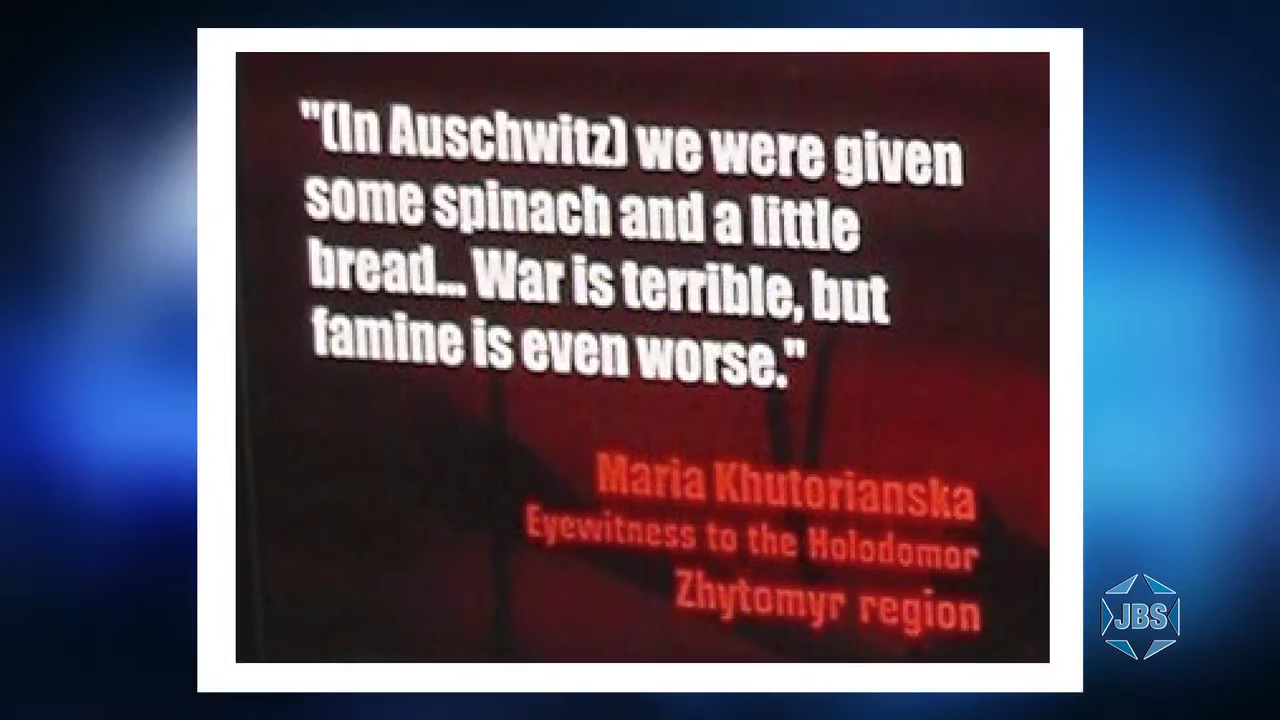 "(In Auschwitz) we were given
some spinach and a little
bread... War is terrible, but
famine is even worse."
Maria Khutorianska
Eyewitness to the Holodomor
Zhytomyr region
JBS